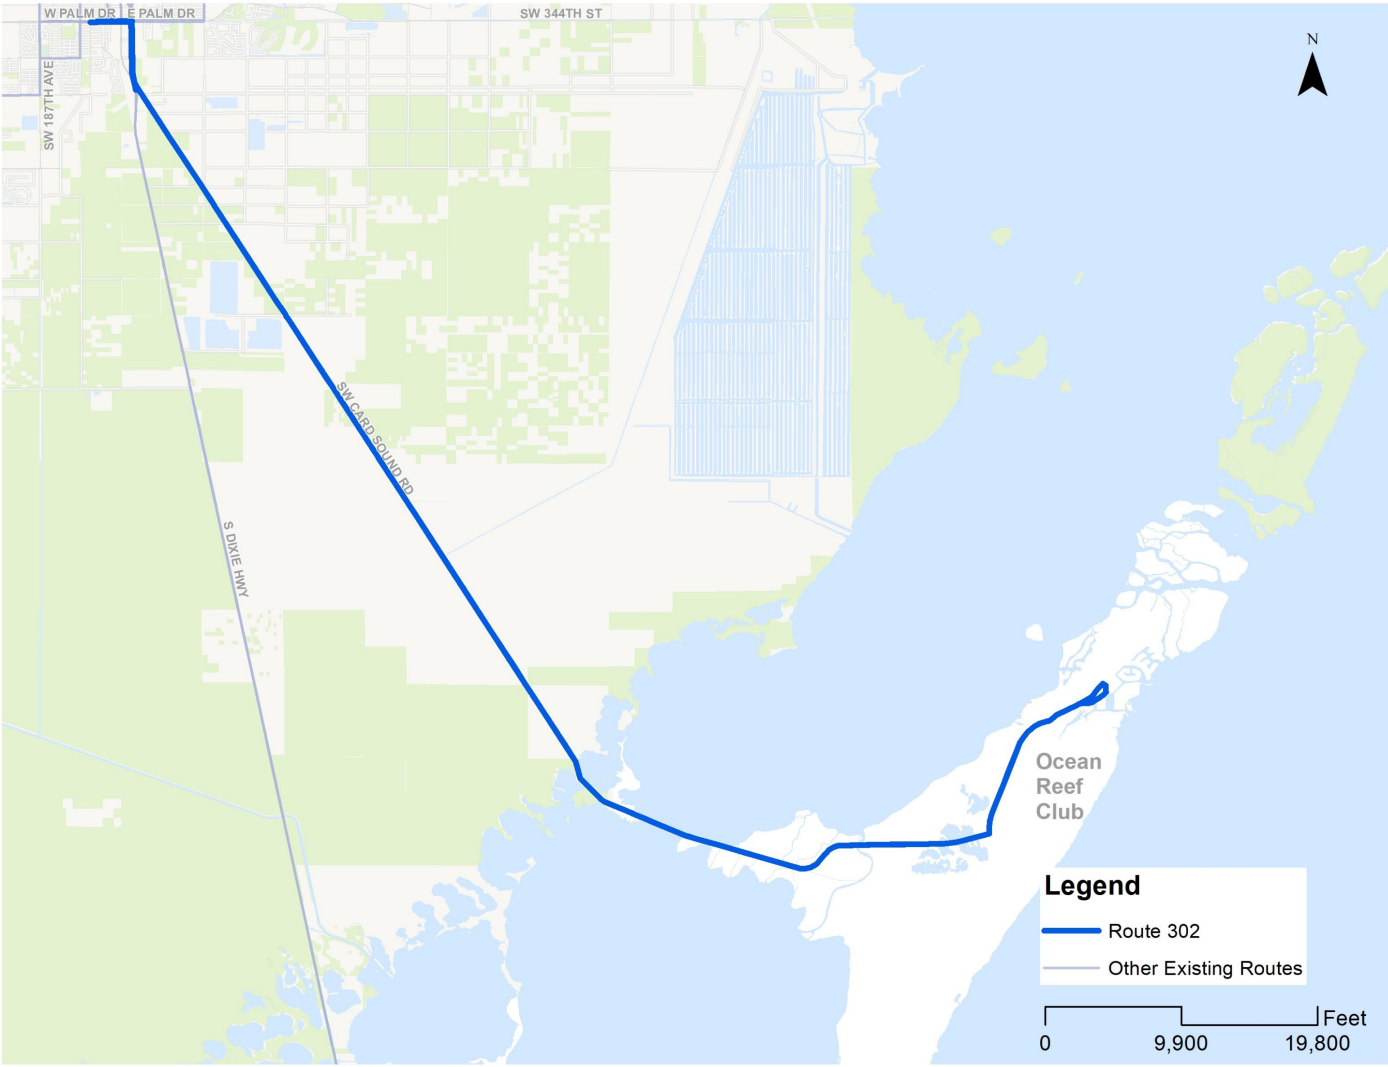 W PALM DR
E PALM DR
SW 344TH ST
N
SW 187TH AVE
SW CARD SOUND RD
S DIXIE HWY
Ocean
Reef
Club
Legend
Route 302
Other Existing Routes
Feet
0 9,900 19,800